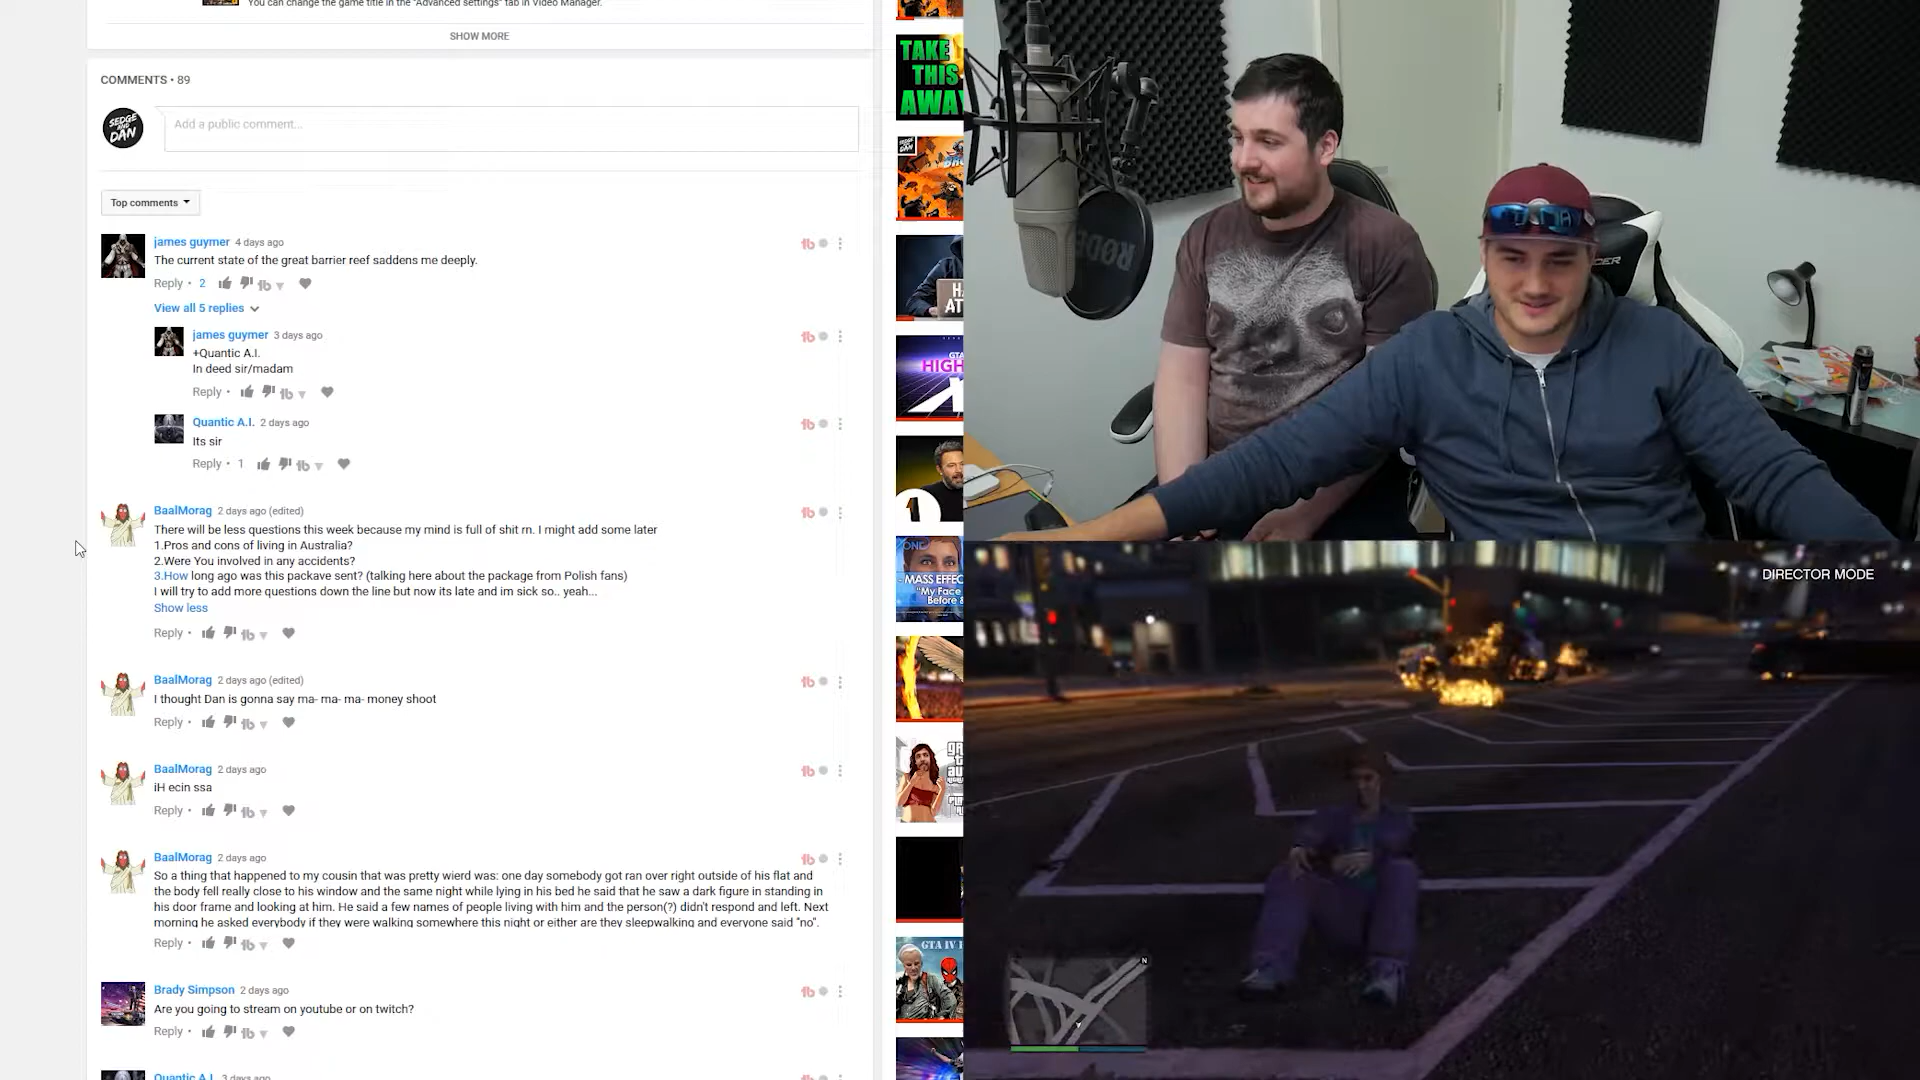 You can change the game title in the "Advanced settings" tab in Video Manager.
SHOW MORE
COMMENTS • 89
SEDGE AND DAN
Add a public comment...
Top comments
james guymer 4 days ago
The current state of the great barrier reef saddens me deeply.
Reply • 2
View all 5 replies
james guymer 3 days ago
+Quantic A.I.
In deed sir/madam
Reply •
Quantic A.I. 2 days ago
Its sir
Reply • 1
BaalMorag 2 days ago (edited)
There will be less questions this week because my mind is full of shit rn. I might add some later
1.Pros and cons of living in Australia?
2.Were You involved in any accidents?
3.How long ago was this packave sent? (talking here about the package from Polish fans)
I will try to add more questions down the line but now its late and im sick so.. yeah...
Show less
Reply •
BaalMorag 2 days ago (edited)
I thought Dan is gonna say ma- ma- ma- money shoot
Reply •
BaalMorag 2 days ago
iH ecin ssa
Reply •
BaalMorag 2 days ago
So a thing that happened to my cousin that was pretty wierd was: one day somebody got ran over right outside of his flat and
the body fell really close to his window and the same night while lying in his bed he said that he saw a dark figure in standing in
his door frame and looking at him. He said a few names of people living with him and the person(?) didn't respond and left. Next
morning he asked everybody if they were walking somewhere this night or either are they sleepwalking and everyone said "no".
Reply •
Brady Simpson 2 days ago
Are you going to stream on youtube or on twitch?
Reply •
Quantic A.I. 3 days ago
TAKE
THIS
AWA
HIGH
1
MASS EFFEC
"My Face
Before &
GTA IV
RØDE
DIRECTOR MODE
N